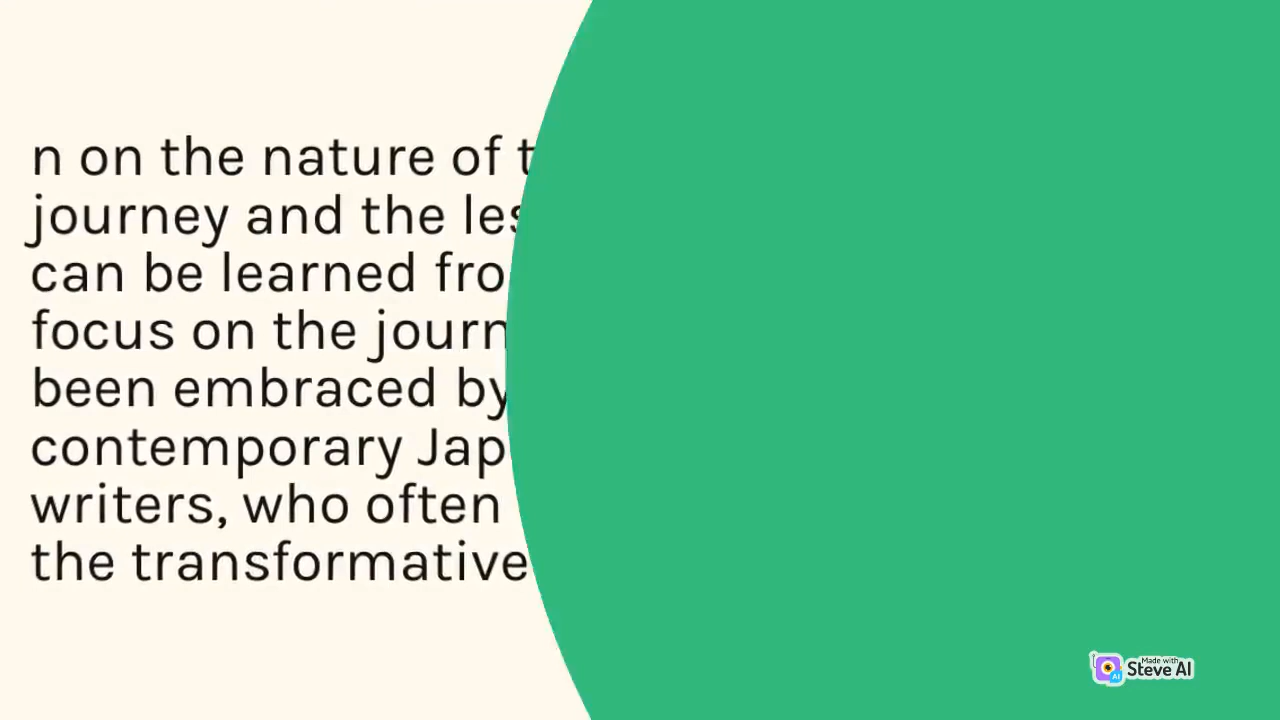 n on the nature of t
journey and the les
can be learned fro
focus on the journ
been embraced by
contemporary Jap
writers, who often
the transformative
Made with
Steve AI
AI